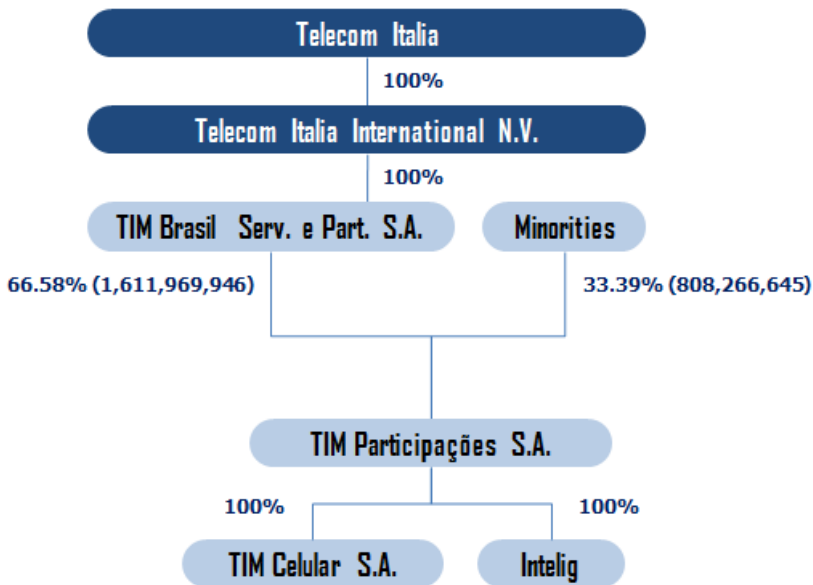 Telecom Italia
100%
Telecom Italia International N.V.
100%
TIM Brasil Serv. e Part. S.A.
Minorities
66.58% (1,611,969,946)
33.39% (808,266,645)
TIM Participações S.A.
100%
100%
TIM Celular S.A.
Intelig